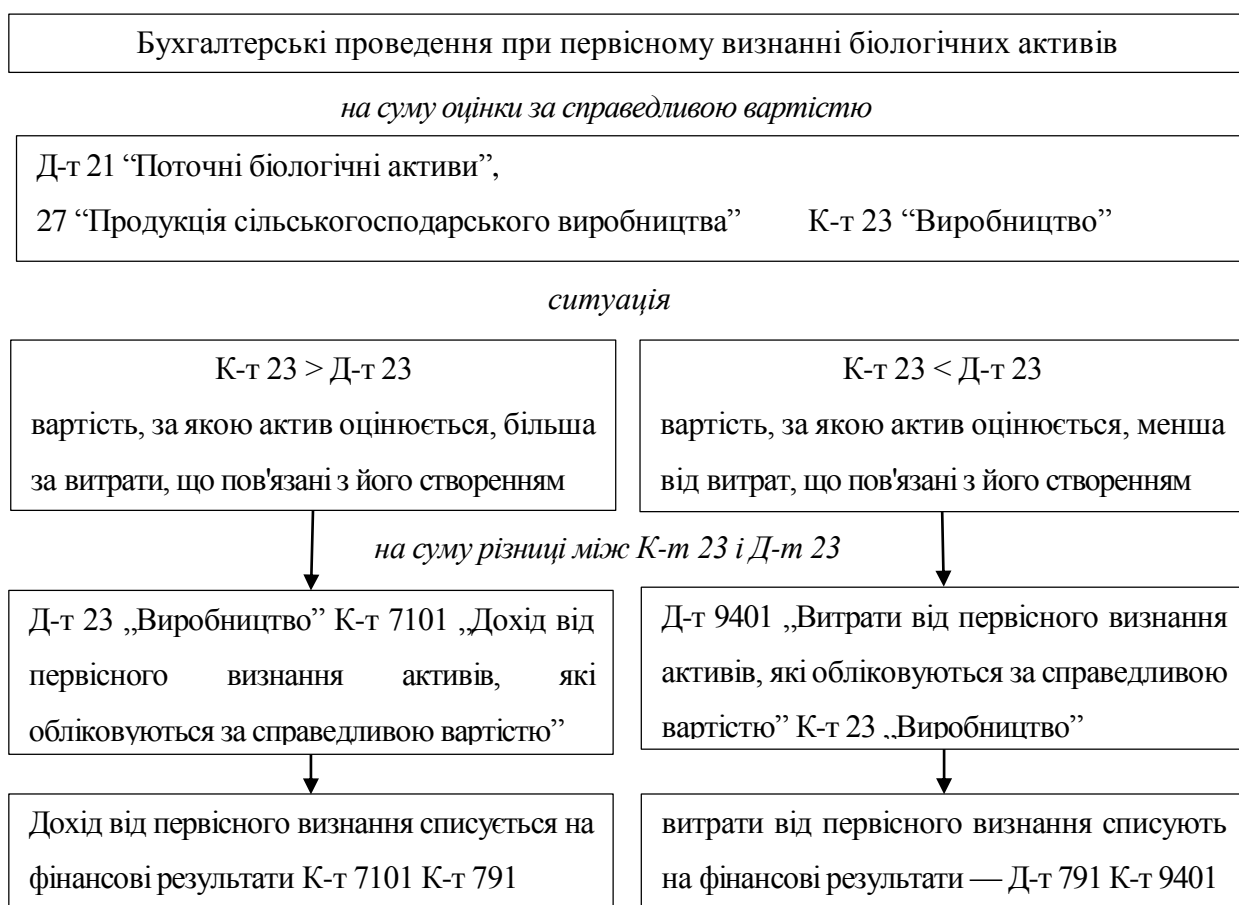 Бухгалтерські проведення при первісному визнанні біологічних активів
на суму оцінки за справедливою вартістю
Д-т 21 “Поточні біологічні активи”,
27 “Продукція сільськогосподарського виробництва” К-т 23 “Виробництво”
ситуація
К-т 23 > Д-т 23
вартість, за якою актив оцінюється, більша
за витрати, що пов'язані з його створенням
К-т 23 < Д-т 23
вартість, за якою актив оцінюється, менша
від витрат, що пов'язані з його створенням
на суму різниці між К-т 23 і Д-т 23
Д-т 23 „Виробництво” К-т 7101 „Дохід від
первісного визнання активів, які
обліковуються за справедливою вартістю”
Д-т 9401 „Витрати від первісного визнання
активів, які обліковуються за справедливою
вартістю” К-т 23 „Виробництво”
Дохід від первісного визнання списується на
фінансові результати К-т 7101 К-т 791
витрати від первісного визнання списують
на фінансові результати — Д-т 791 К-т 9401